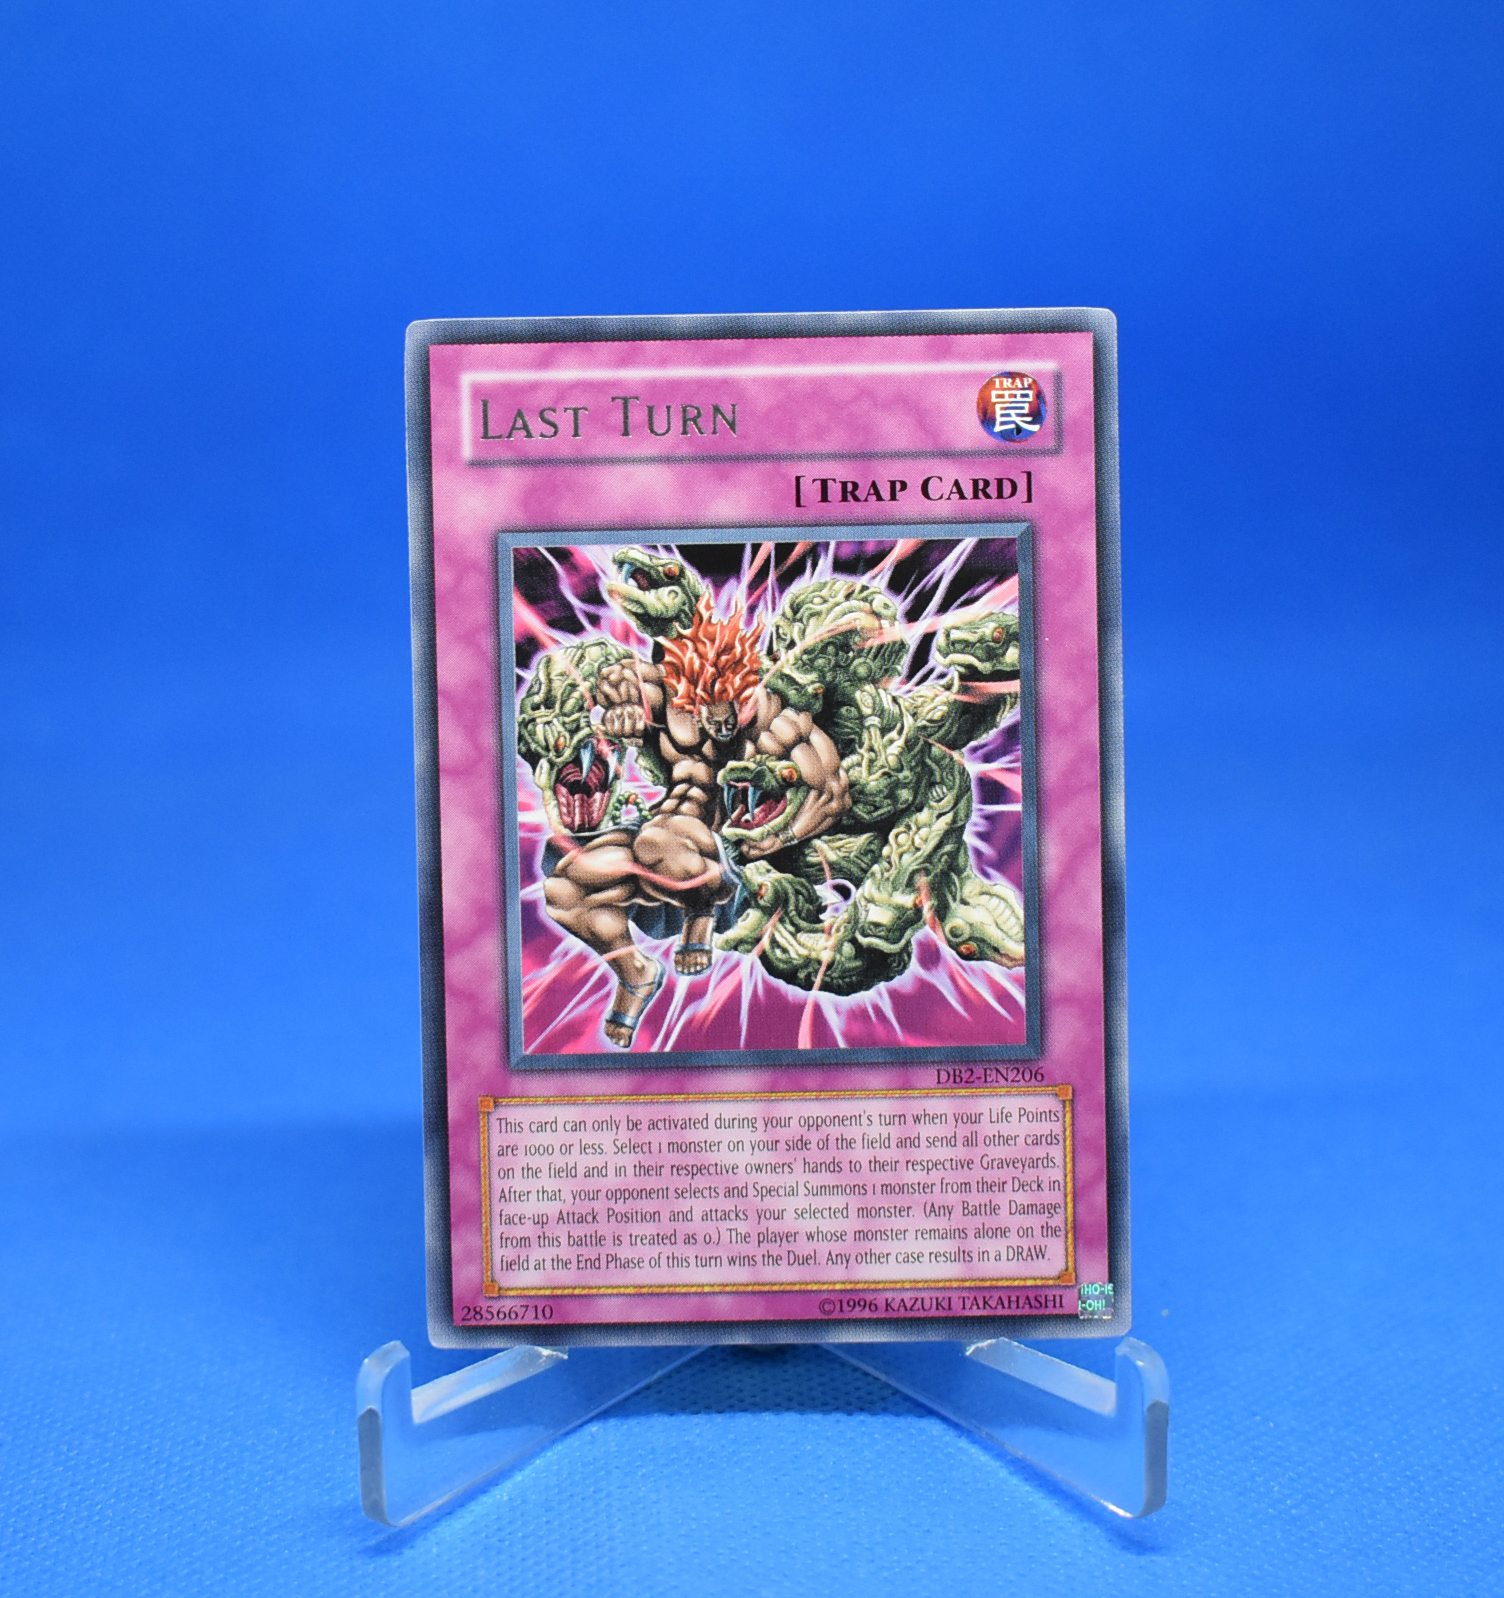 LAST TURN
TRAP
罠
[TRAP CARD]
DB2-EN206
This card can only be activated during your opponent's turn when your Life Points
are 1000 or less. Select 1 monster on your side of the field and send all other cards
on the field and in their respective owners' hands to their respective Graveyards.
After that, your opponent selects and Special Summons 1 monster from their Deck in
face-up Attack Position and attacks your selected monster. (Any Battle Damage
from this battle is treated as 0.) The player whose monster remains alone on the
field at the End Phase of this turn wins the Duel. Any other case results in a DRAW.
28566710
©1996 KAZUKI TAKAHASHI
-OH!